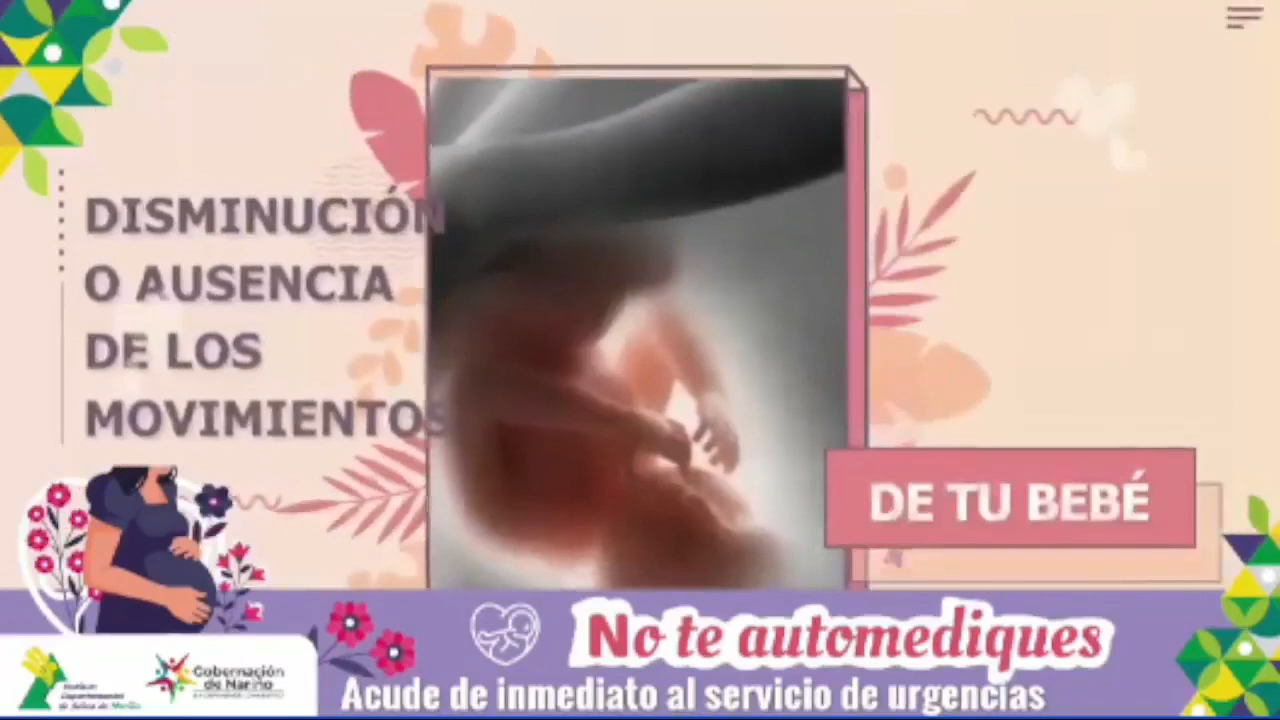 DISMINUCIÓN
O AUSENCIA
DE LOS
MOVIMIENTOS
DE TU BEBÉ
No te automediques
Acude de inmediato al servicio de urgencias
Gobernación
de Nariño